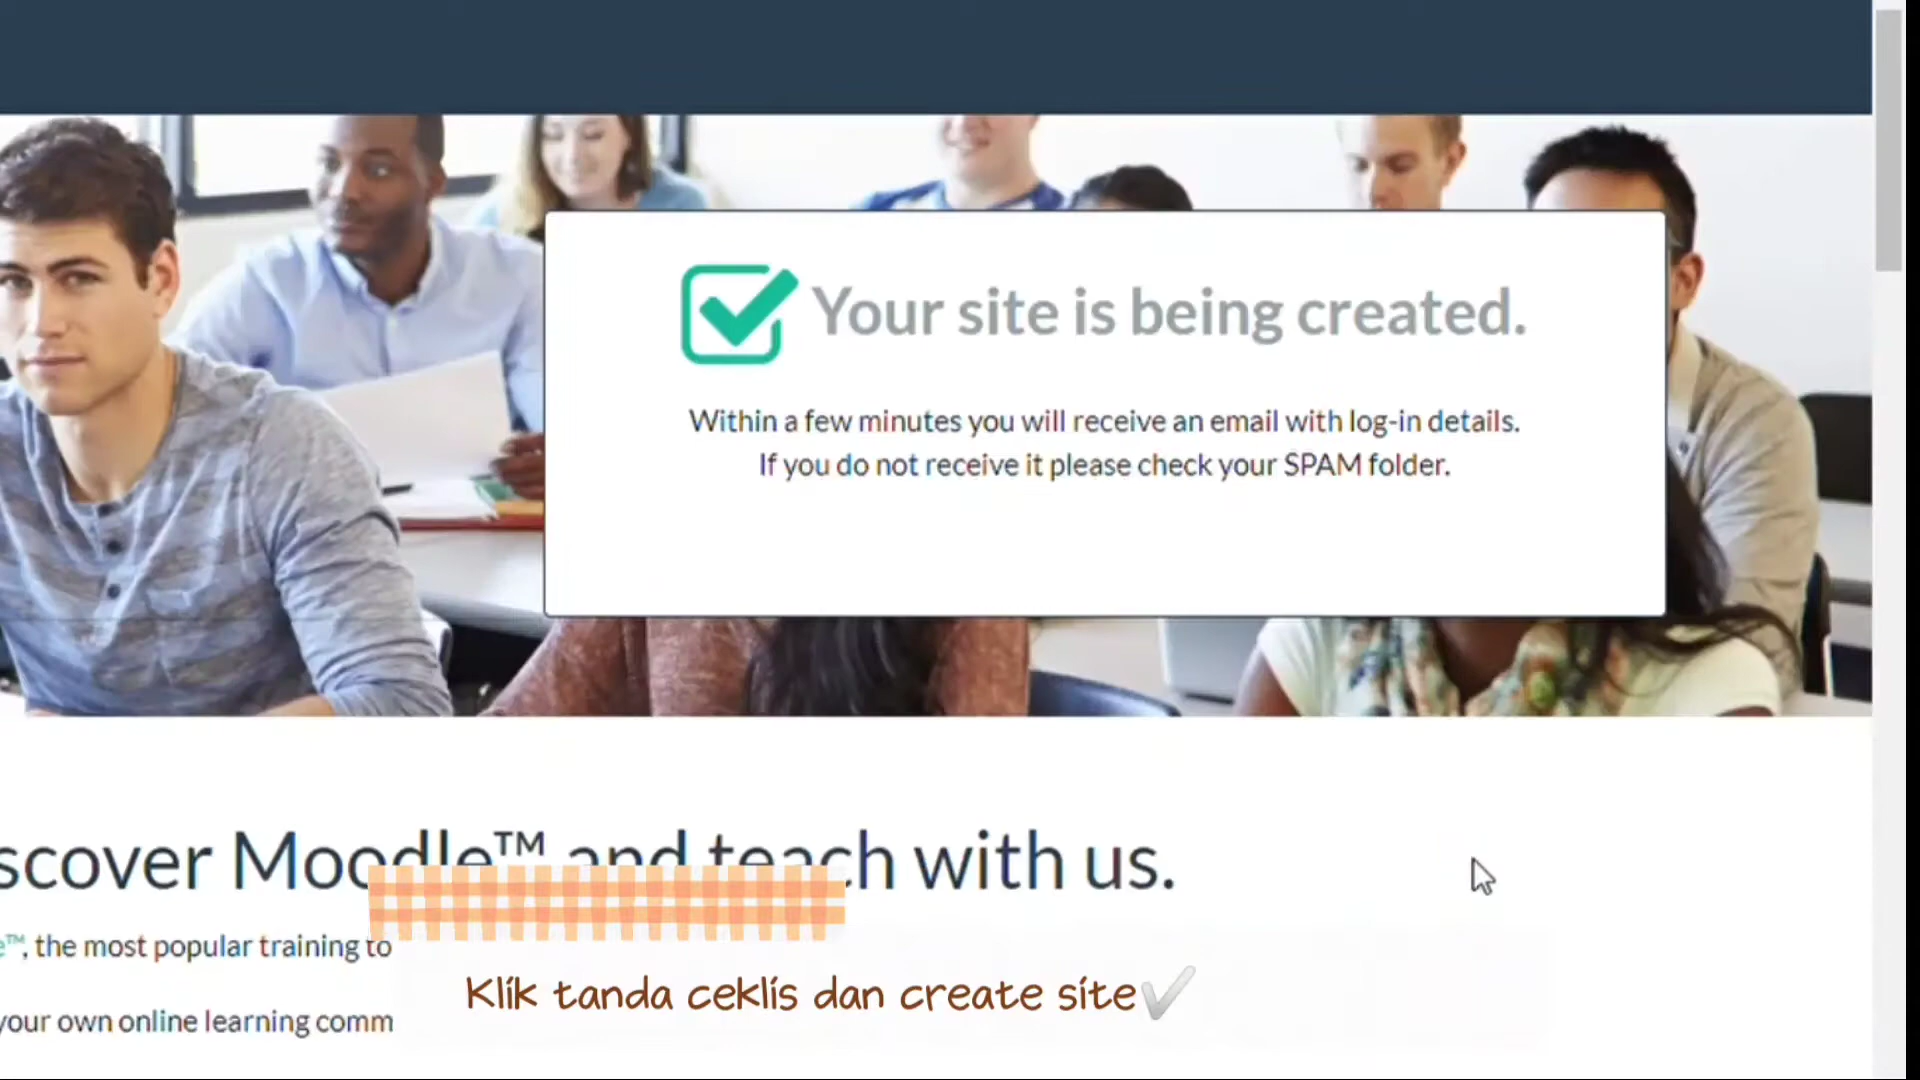 Your site is being created.
Within a few minutes you will receive an email with log-in details.
If you do not receive it please check your SPAM folder.
scover Moodle™ and teach with us.
e™, the most popular training to
your own online learning comm
Klik tanda ceklis dan create site✔